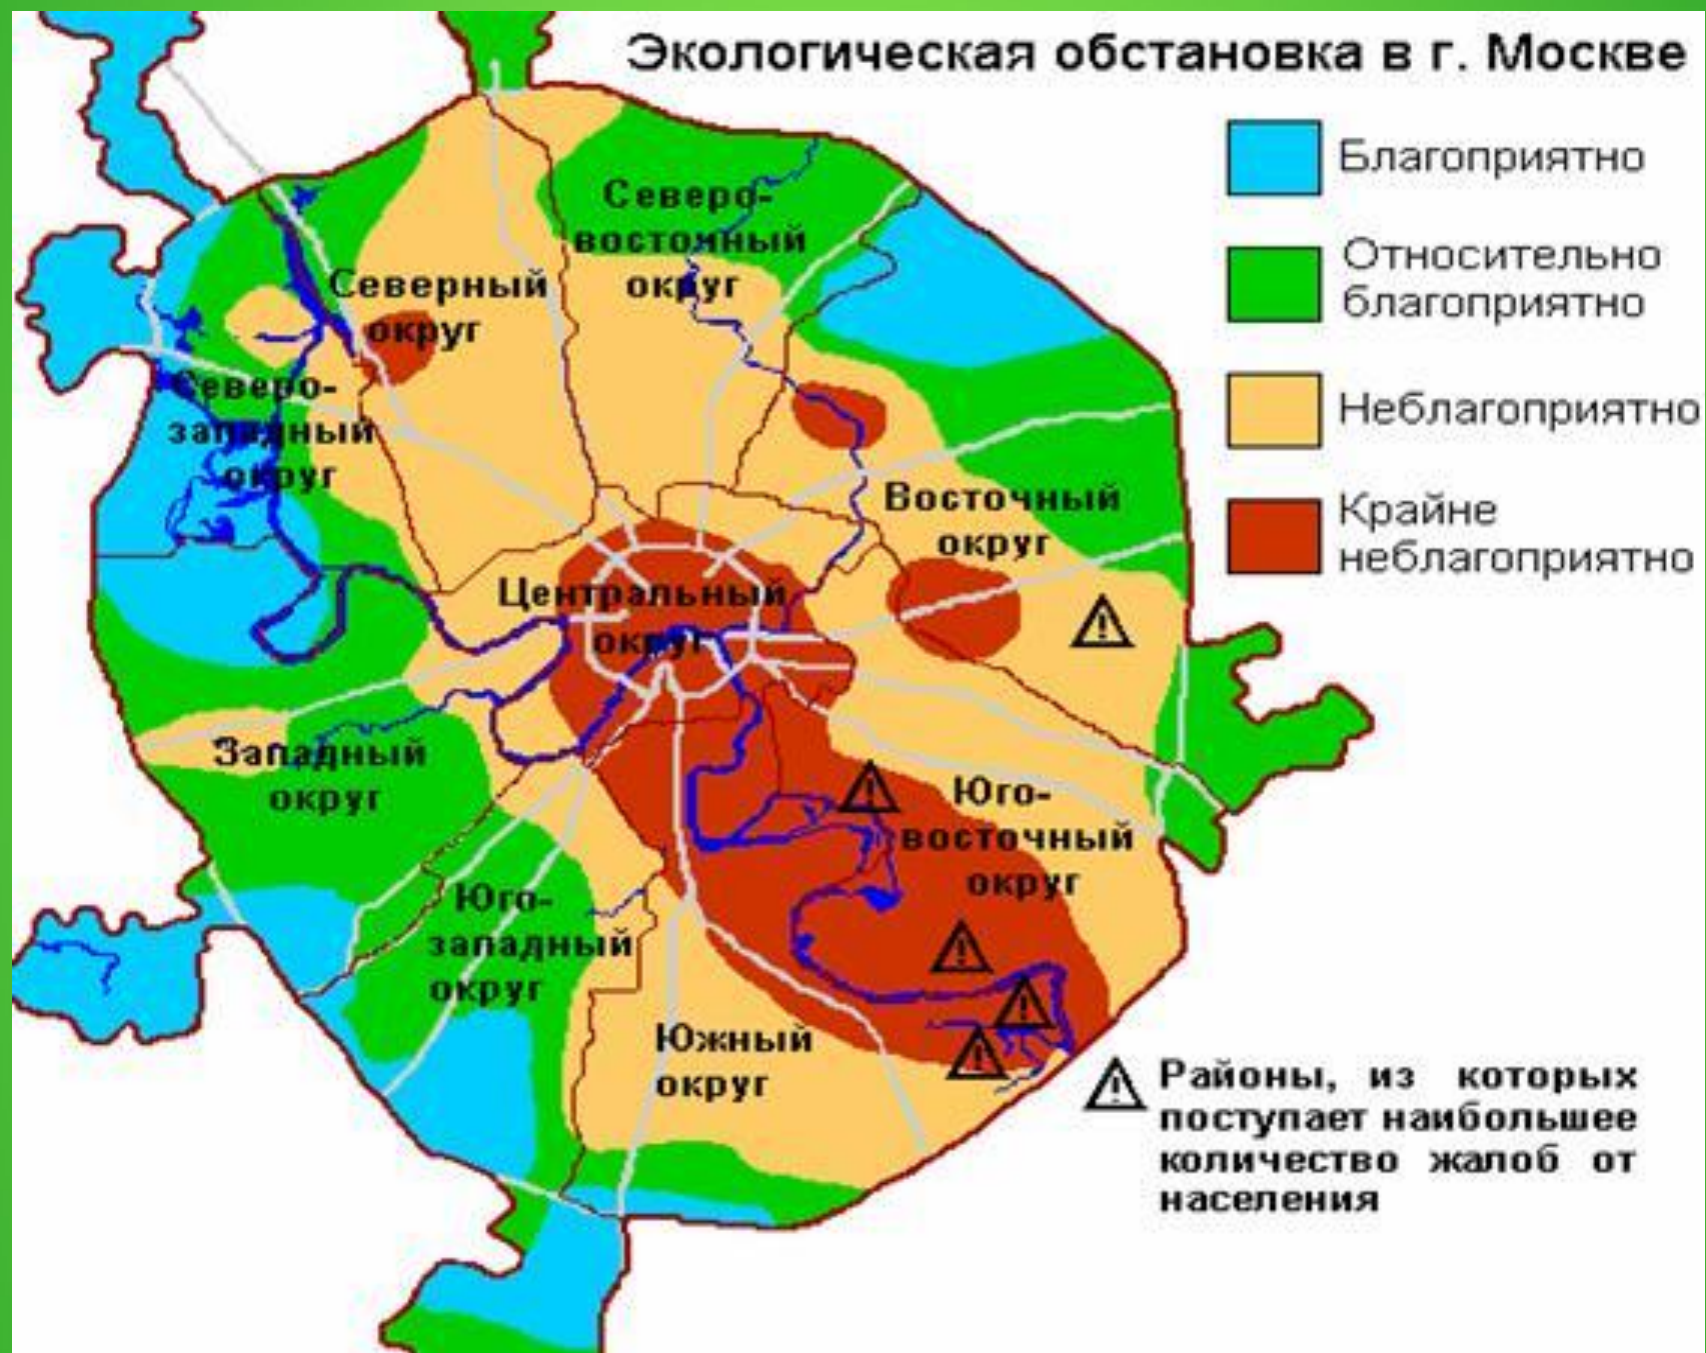 Экологическая обстановка в г. Москве
Благоприятно
Относительно
благоприятно
Неблагоприятно
Крайне
неблагоприятно
Северо-
восточный
округ
Северный
округ
Северо-
западный
округ
Восточный
округ
Центральный
округ
Западный
округ
Юго-
восточный
округ
Юго-
западный
округ
Южный
округ
Районы, из которых
поступает наибольшее
количество жалоб от
населения